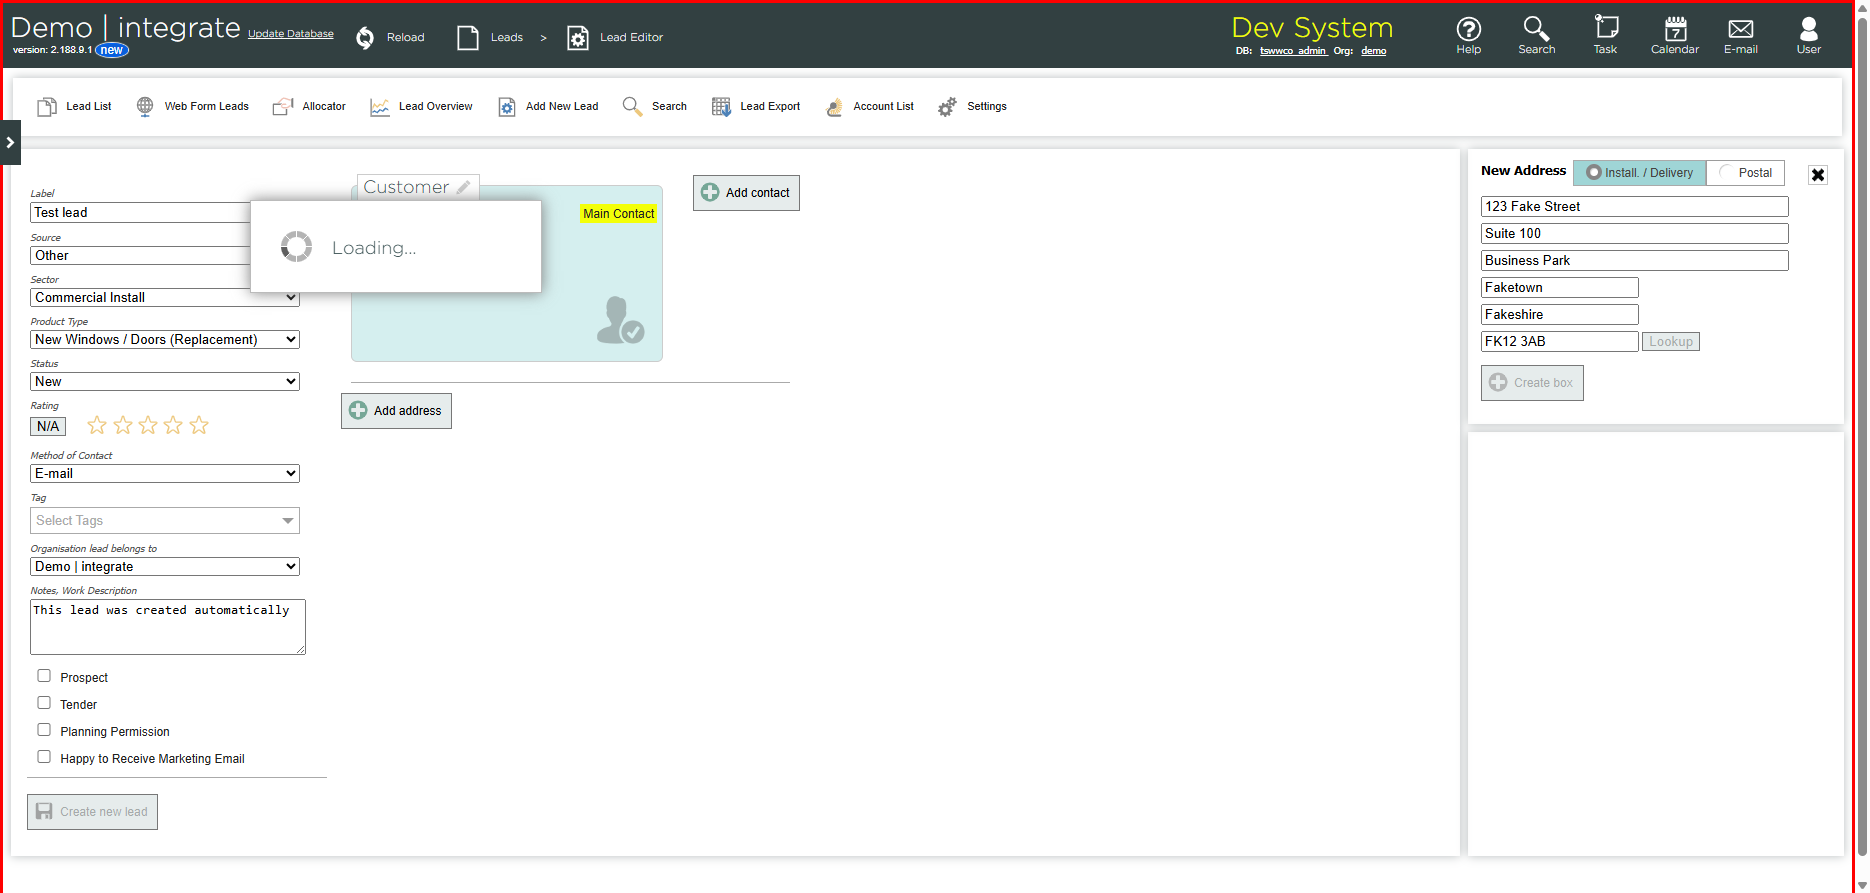 Demo | integrate
Update Database
version: 2.188.9.1 new
Reload
Leads > Lead Editor
Dev System
DB: tswwco_admin Org: demo
Help
Search
Task
7
Calendar
E-mail
User
Lead List
Web Form Leads
Allocator
Lead Overview
Add New Lead
Search
Lead Export
Account List
Settings
Label
Test lead
Source
Other
Sector
Commercial Install
Product Type
New Windows / Doors (Replacement)
Status
New
Rating
N/A
Method of Contact
E-mail
Tag
Select Tags
Organisation lead belongs to
Demo | integrate
Notes, Work Description
This lead was created automatically
Prospect
Tender
Planning Permission
Happy to Receive Marketing Email
Create new lead
Customer
Main Contact
Loading...
Add contact
Add address
New Address
Install. / Delivery
Postal
123 Fake Street
Suite 100
Business Park
Faketown
Fakeshire
FK12 3AB
Lookup
Create box